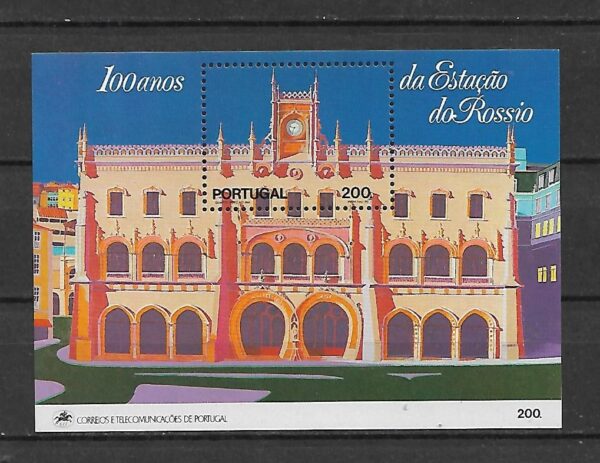 100 anos
da Estação
do Rossio
PORTUGAL 200.
CORREIOS E TELECOMUNICAÇÕES DE PORTUGAL
200.